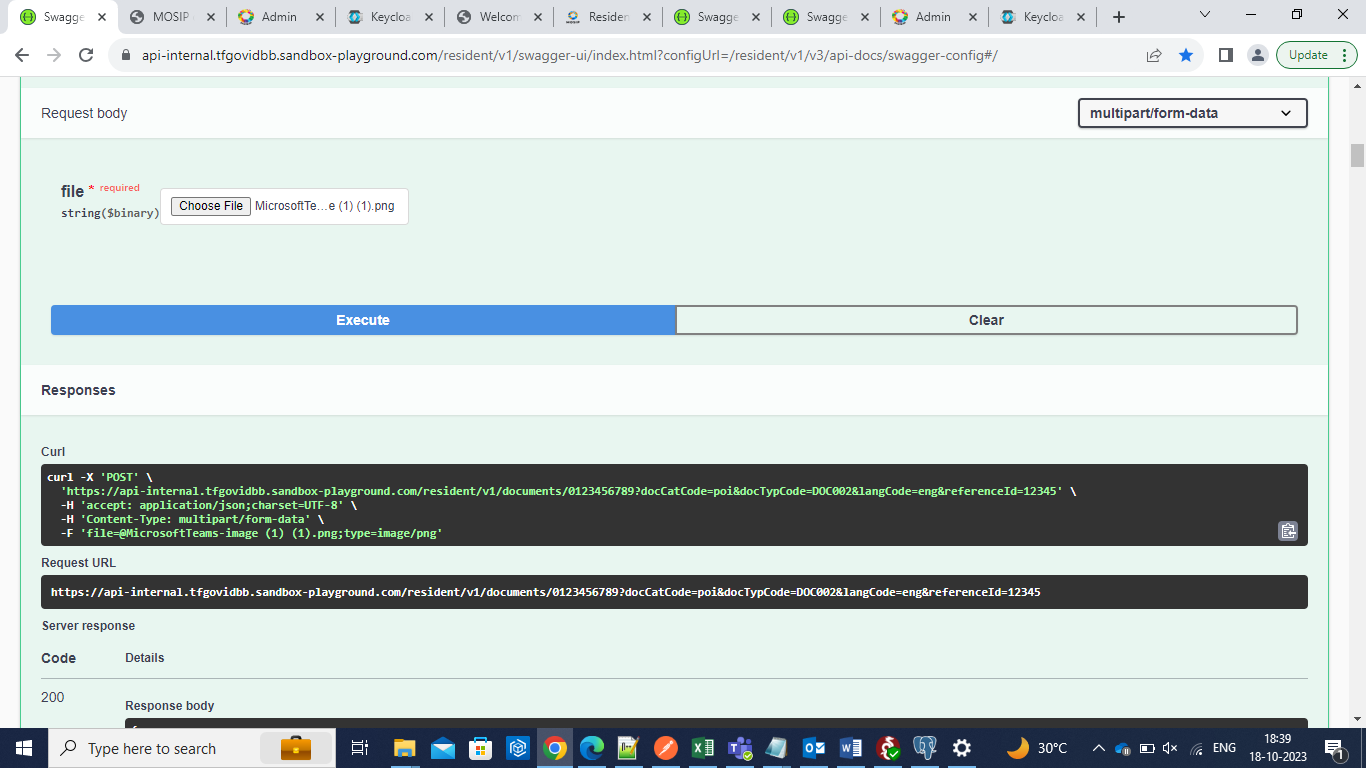 Swagge
MOSIP
Admin
Keycloa
Welcom
Residen
Swagge
Swagge
Admin
Keycloa
api-internal.tfgovidbb.sandbox-playground.com/resident/v1/swagger-ui/index.html?configUrl=/resident/v1/v3/api-docs/swagger-config#/
Update
Request body
multipart/form-data
file * required
string($binary)
Choose File MicrosoftTe...e (1) (1).png
Execute
Clear
Responses
Curl
curl -X 'POST' \
'https://api-internal.tfgovidbb.sandbox-playground.com/resident/v1/documents/0123456789?docCatCode=poi&docTypCode=DOC002&langCode=eng&referenceId=12345' \
-H 'accept: application/json;charset=UTF-8' \
-H 'Content-Type: multipart/form-data' \
-F 'file=@MicrosoftTeams-image (1) (1).png;type=image/png'
Request URL
https://api-internal.tfgovidbb.sandbox-playground.com/resident/v1/documents/0123456789?docCatCode=poi&docTypCode=DOC002&langCode=eng&referenceId=12345
Server response
Code Details
200
Response body
Type here to search
30°C
ENG
18:39
18-10-2023
1